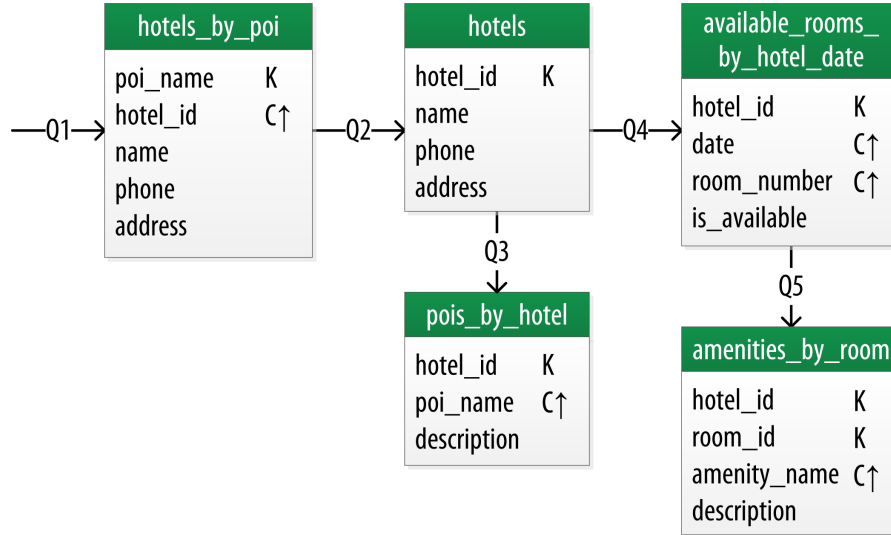 hotels_by_poi
poi_name K
hotel_id C↑
name
phone
address
Q1
Q2
hotels
hotel_id K
name
phone
address
Q3
pois_by_hotel
hotel_id K
poi_name C↑
description
Q4
available_rooms_
by_hotel_date
hotel_id K
date C↑
room_number C↑
is_available
Q5
amenities_by_room
hotel_id K
room_id K
amenity_name C↑
description